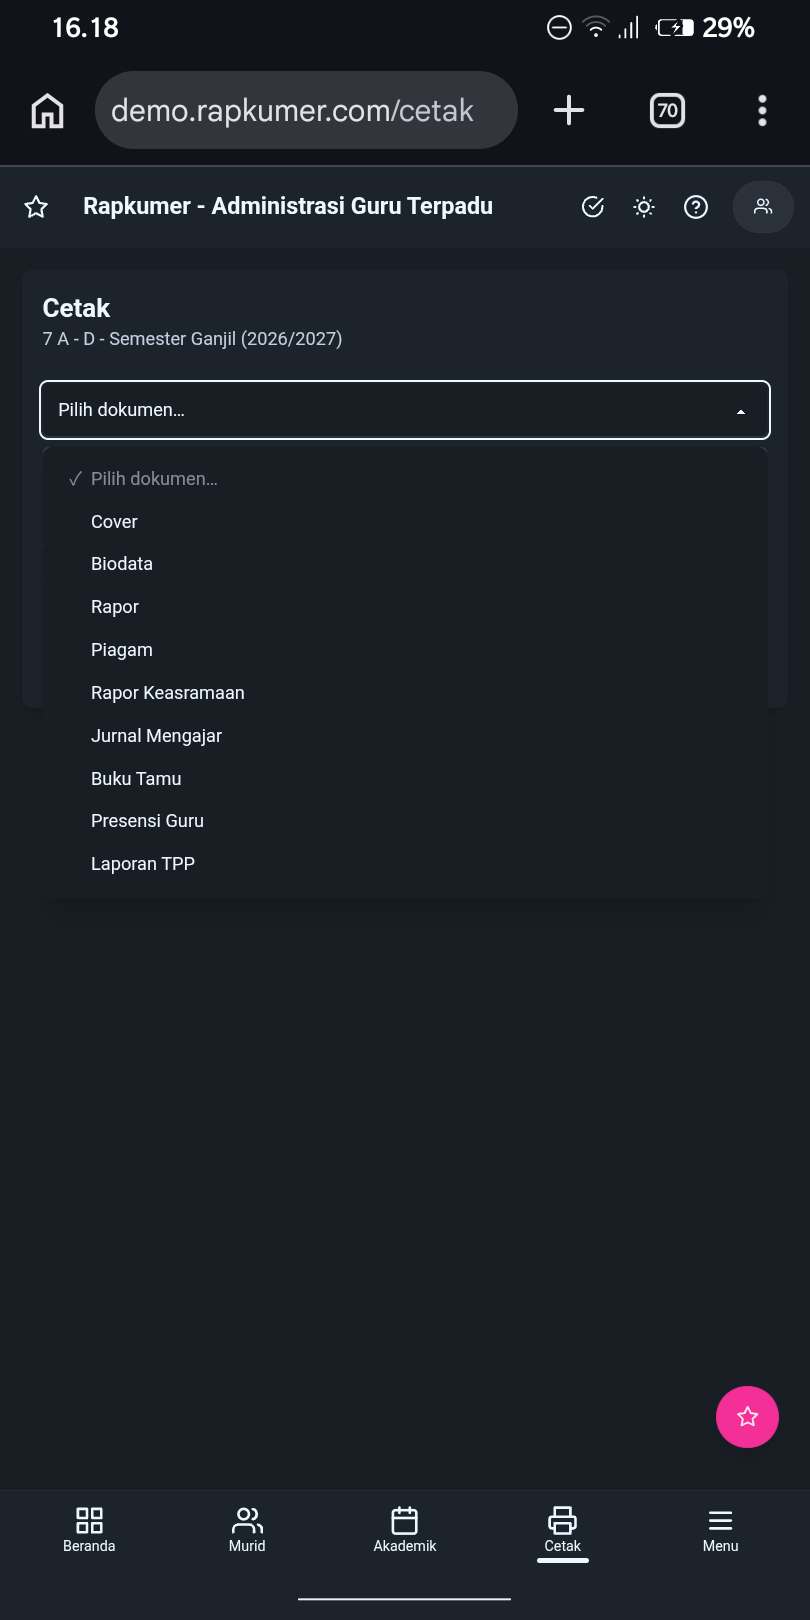 16.18
29%
demo.rapkumer.com/cetak
70
Rapkumer - Administrasi Guru Terpadu
Cetak
7 A - D - Semester Ganjil (2026/2027)
Pilih dokumen…
✓ Pilih dokumen…
Cover
Biodata
Rapor
Piagam
Rapor Keasramaan
Jurnal Mengajar
Buku Tamu
Presensi Guru
Laporan TPP
Beranda
Murid
Akademik
Cetak
Menu